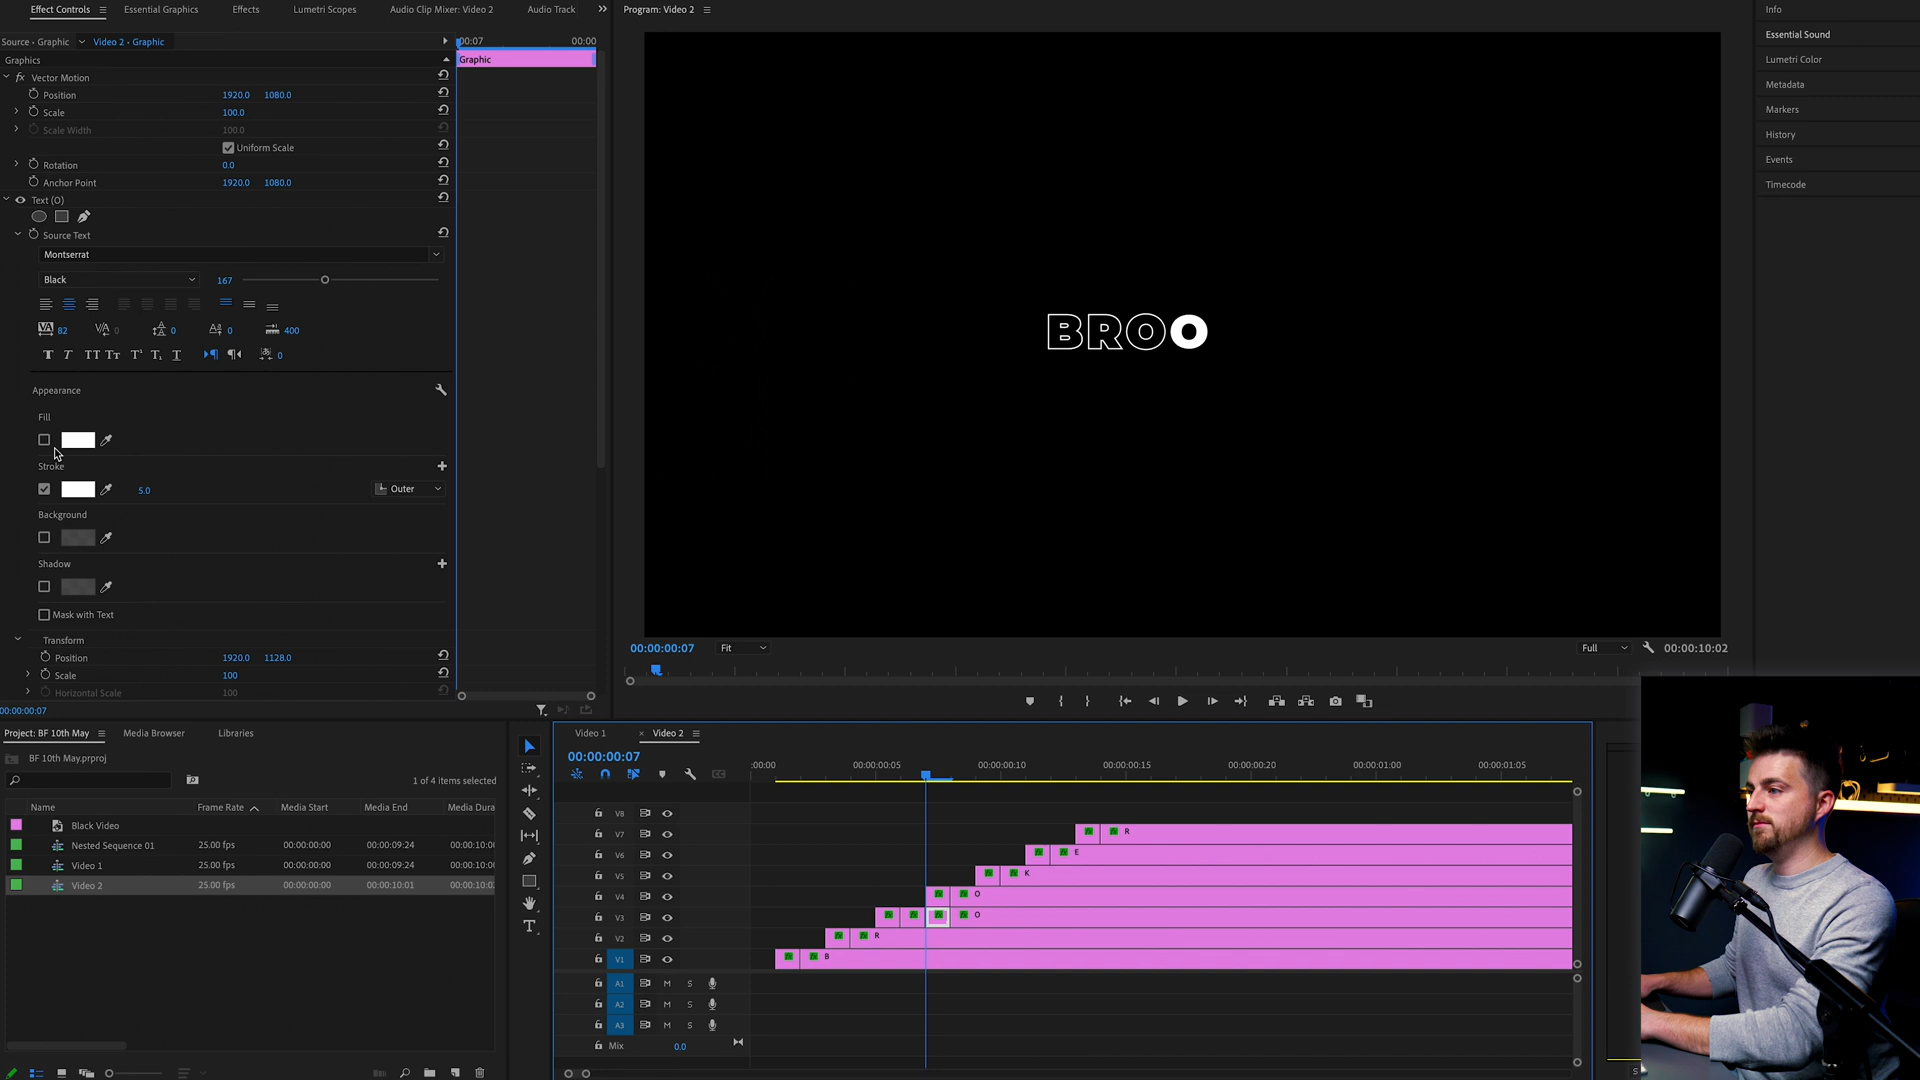 Effect Controls Essential Graphics Effects Lumetri Scopes Audio Clip Mixer: Video 2 Audio Track
Program: Video 2
Info
Essential Sound
Lumetri Color
Metadata
Markers
History
Events
Timecode
Source • Graphic Video 2 • Graphic
:00:07 00:00
Graphics
Graphic
fx Vector Motion
Position 1920.0 1080.0
Scale 100.0
Scale Width 100.0
Uniform Scale
Rotation 0.0
Anchor Point 1920.0 1080.0
Text (O)
Source Text
Montserrat
Black 167
82 0 0 0 400
0
Appearance
Fill
Stroke
5.0 Outer
Background
Shadow
Mask with Text
Transform
Position 1920.0 1128.0
Scale 100
Horizontal Scale 100
00:00:00:07
BROO
00:00:00:07 Fit Full 00:00:10:02
Project: BF 10th May Media Browser Libraries
BF 10th May.prproj
1 of 4 items selected
Name Frame Rate Media Start Media End Media Dura
Black Video
Nested Sequence 01 25.00 fps 00:00:00:00 00:00:09:24 00:00:10:0
Video 1 25.00 fps 00:00:00:00 00:00:09:24 00:00:10:0
Video 2 25.00 fps 00:00:00:00 00:00:10:01 00:00:10:0
Video 1 × Video 2
00:00:00:07
:00:00 00:00:00:05 00:00:00:10 00:00:00:15 00:00:00:20 00:00:01:00 00:00:01:05
V8
V7 R
V6 E
V5 K
V4 O
V3 O
V2 R
V1 B
A1 M S
A2 M S
A3 M S
Mix 0.0